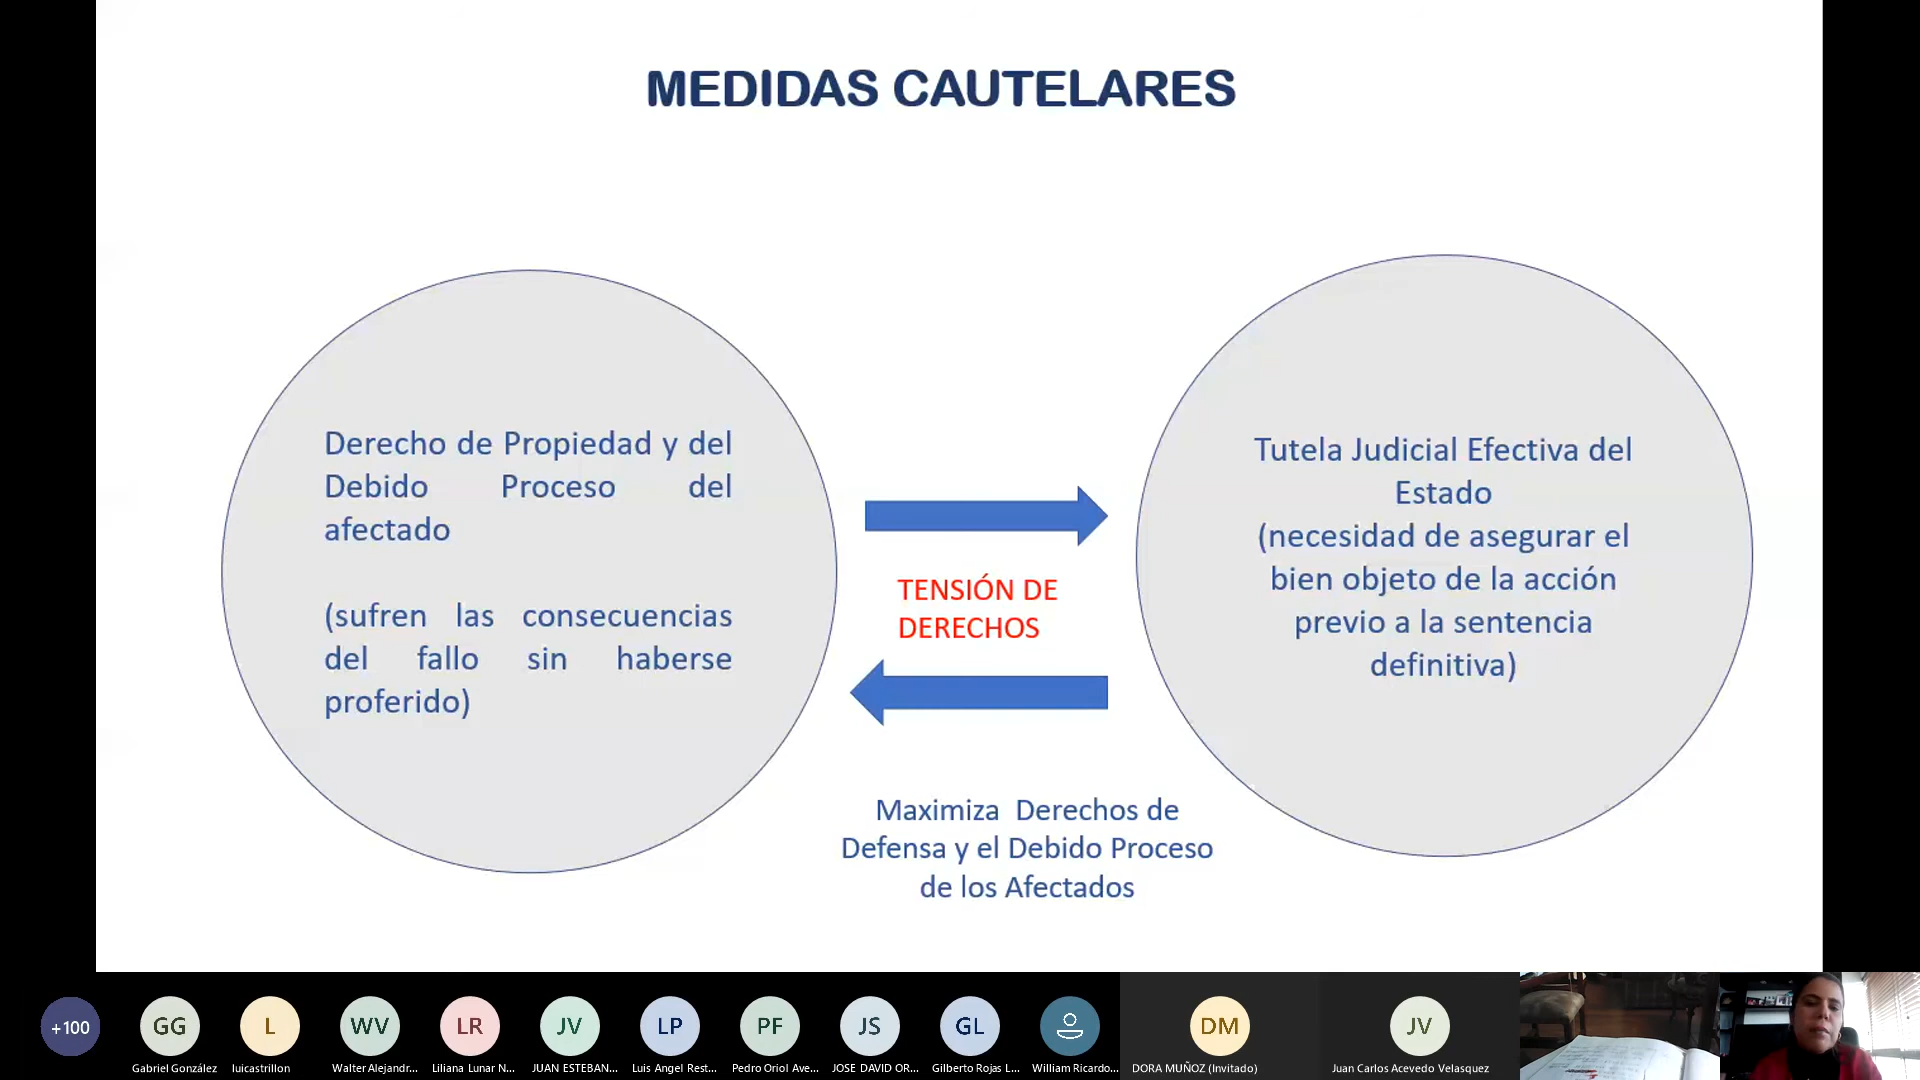 MEDIDAS CAUTELARES
Derecho de Propiedad y del
Debido Proceso del
afectado
(sufren las consecuencias
del fallo sin haberse
proferido)
TENSIÓN DE
DERECHOS
Tutela Judicial Efectiva del
Estado
(necesidad de asegurar el
bien objeto de la acción
previo a la sentencia
definitiva)
Maximiza Derechos de
Defensa y el Debido Proceso
de los Afectados
+100
GG
L
WV
LR
JV
LP
PF
JS
GL
DM
JV
Gabriel González
luicastrillon
Walter Alejandr...
Liliana Lunar N...
JUAN ESTEBAN...
Luis Angel Rest...
Pedro Oriol Ave...
JOSE DAVID OR...
Gilberto Rojas L...
William Ricardo...
DORA MUÑOZ (Invitado)
Juan Carlos Acevedo Velasquez